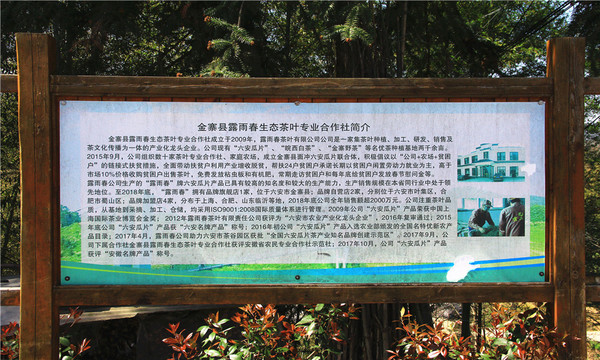 金寨县露雨春生态茶叶专业合作社简介
金寨县露雨春生态茶叶专业合作社成立于2009年，露雨春茶叶有限公司公司是一家集茶叶种植、加工、研发、销售及
茶文化传播为一体的产业化龙头企业。公司现有“六安瓜片”、“皖西白茶”、“金寨野茶”等名优茶种植基地两千余亩。
2015年9月，公司组织数十家茶叶专业合作社、家庭农场，成立金寨县面冲六安瓜片联合体，积极倡议以“公司+农场+贫困
户”的链接式扶贫措施，全面带动扶贫户利用产业增收脱贫，帮扶24户贫困户承诺长期以贫困户闲置劳动力就业为主，高于
市场10%价格收购贫困户出售茶叶，免费发放粘虫板和有机肥，常期走访贫困户和每年底给贫困户发放春节慰问金等。
露雨春公司生产的“露雨春”牌六安瓜片产品已具有较高的知名度和较大的生产能力，生产销售规模在本省同行业中处于领
先地位。至2018年底，“露雨春”拥有品牌旗舰店1家，位于六安市金寨县；品牌自营店2家，分别位于六安市叶集区，合
肥市蜀山区；品牌加盟店4家，分布于上海、合肥、山东临沂等地，2018年底公司全年销售额超2000万元。公司注重茶叶品
质，从基地到采摘、加工，仓储，均采用ISO9001:2008国际质量体系进行管理。2009年公司“六安瓜片”产品荣获中国上
海国际茶业博览会金奖；2012年露雨春茶叶有限责任公司获评为“六安市农业产业化龙头企业”、2016年复审通过；2015
年底公司“六安瓜片”产品获“六安名牌产品”称号；2016年初公司“六安瓜片”产品入选农业部颁发的全国名特优新农产
品目录；2017年4月，露雨春公司助力六安市茶谷园区获批“全国六安瓜片茶产业知名品牌创建示范区”。2017年9月，公
司下属合作社金寨县露雨春生态茶叶专业合作社获评安徽省农民专业合作社示范社；2017年10月，公司“六安瓜片”产品
获评“安徽名牌产品”称号。